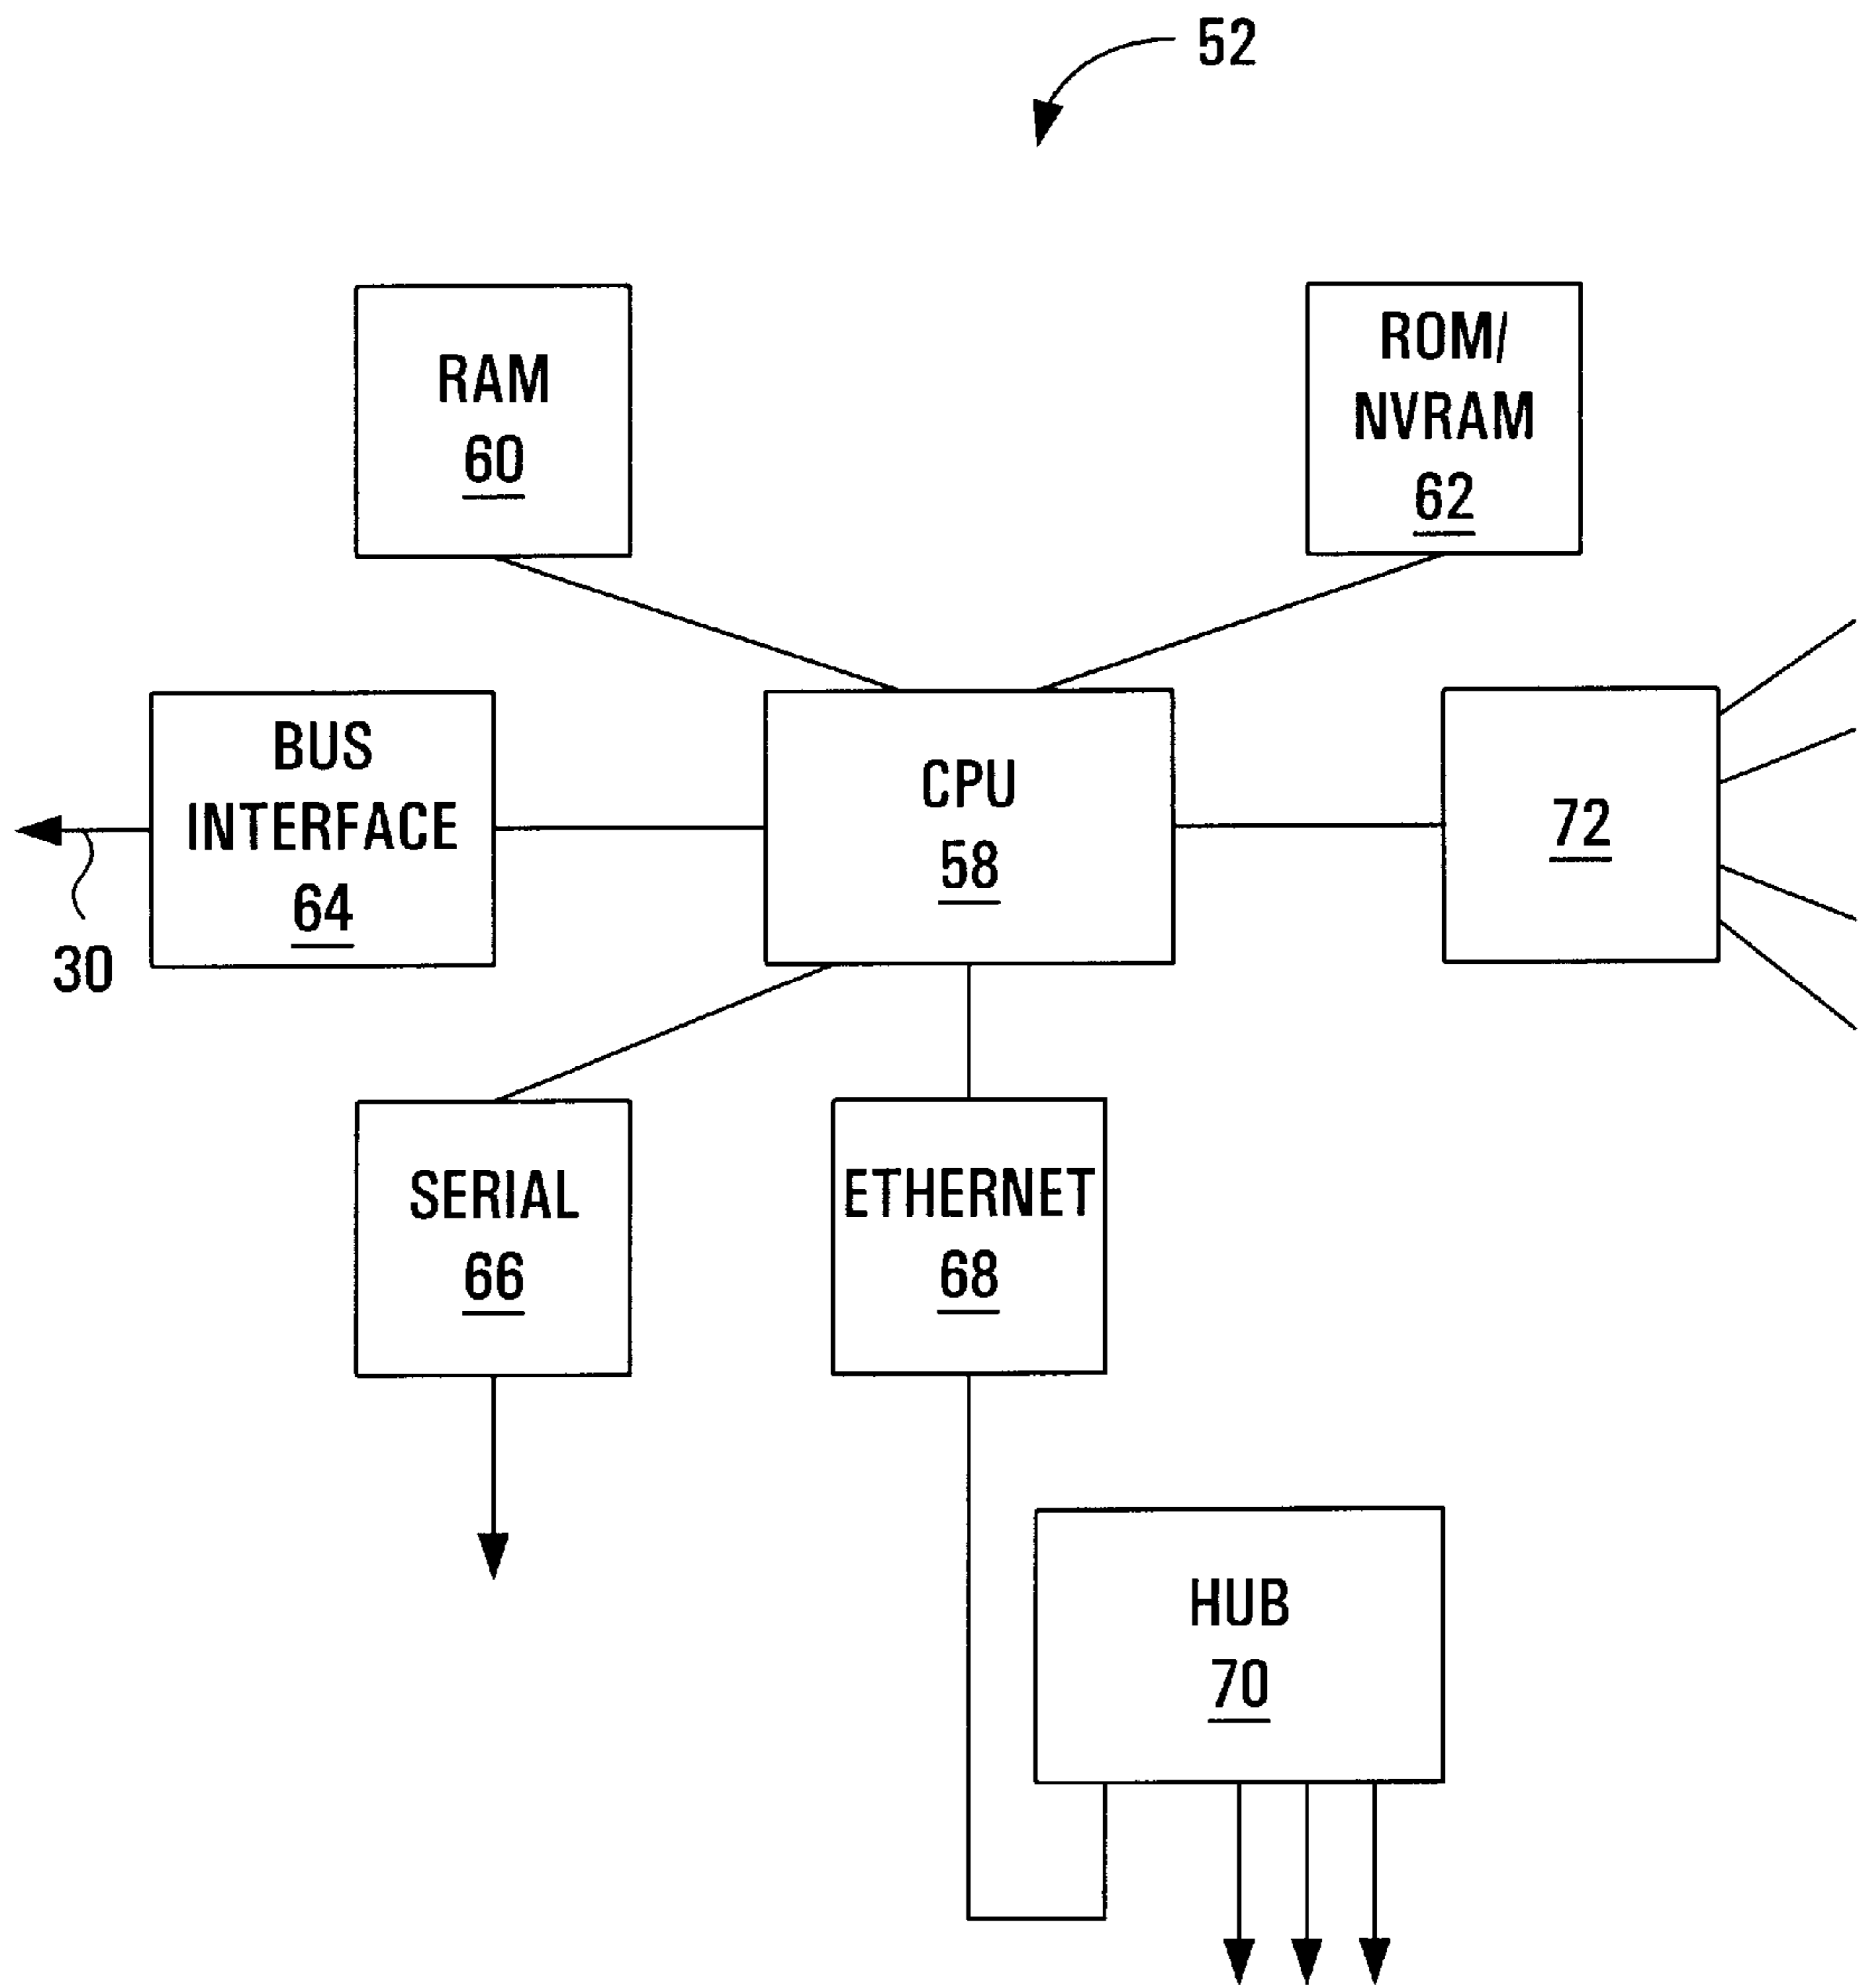 52
RAM
60
ROM/
NVRAM
62
BUS
INTERFACE
64
30
CPU
58
72
SERIAL
66
ETHERNET
68
HUB
70